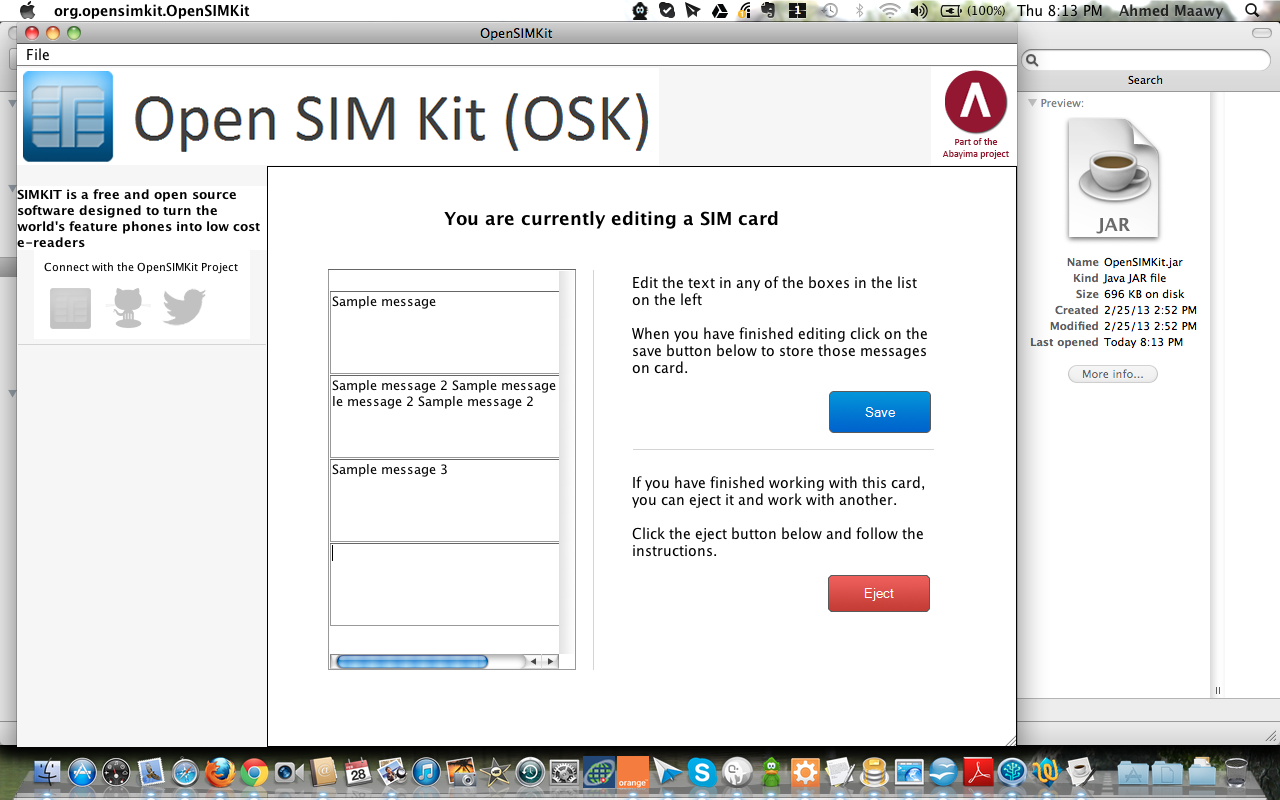 org.opensimkit.OpenSIMKit
1
(100%)
Thu 8:13 PM
Ahmed Maawy
OpenSIMKit
File
Open SIM Kit (OSK)
Part of the
Abayima project
SIMKIT is a free and open source
software designed to turn the
world's feature phones into low cost
e-readers
Connect with the OpenSIMKit Project
You are currently editing a SIM card
Sample message
Sample message 2 Sample message
le message 2 Sample message 2
Sample message 3
Edit the text in any of the boxes in the list
on the left
When you have finished editing click on the
save button below to store those messages
on card.
Save
If you have finished working with this card,
you can eject it and work with another.
Click the eject button below and follow the
instructions.
Eject
Search
Preview:
JAR
Name OpenSIMKit.jar
Kind Java JAR file
Size 696 KB on disk
Created 2/25/13 2:52 PM
Modified 2/25/13 2:52 PM
Last opened Today 8:13 PM
More info...
28
orange